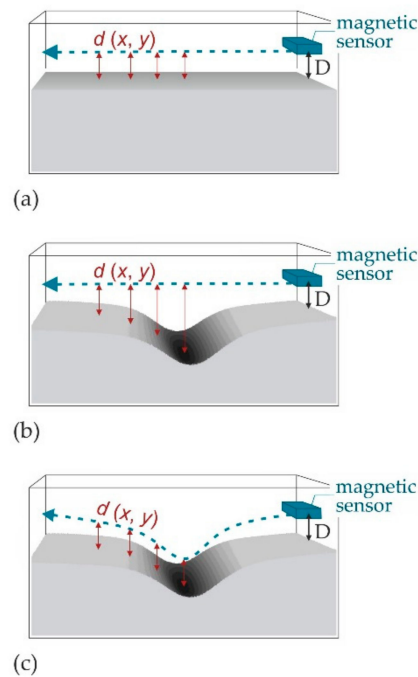 magnetic
sensor
d (x, y)
D
(a)
magnetic
sensor
d (x, y)
D
(b)
magnetic
sensor
d (x, y)
D
(c)